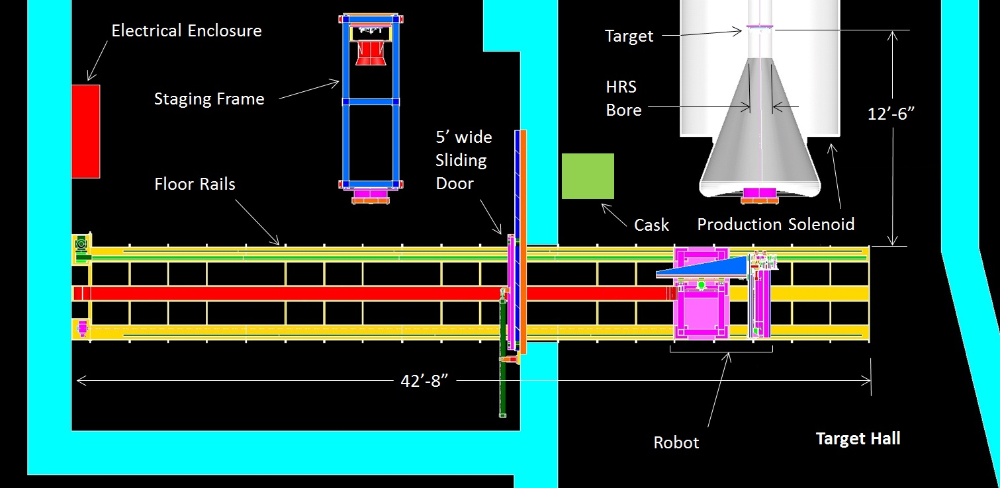 Electrical Enclosure
Staging Frame
Floor Rails
5’ wide
Sliding
Door
Target
HRS
Bore
12’-6”
Cask
Production Solenoid
42’-8”
Robot
Target Hall